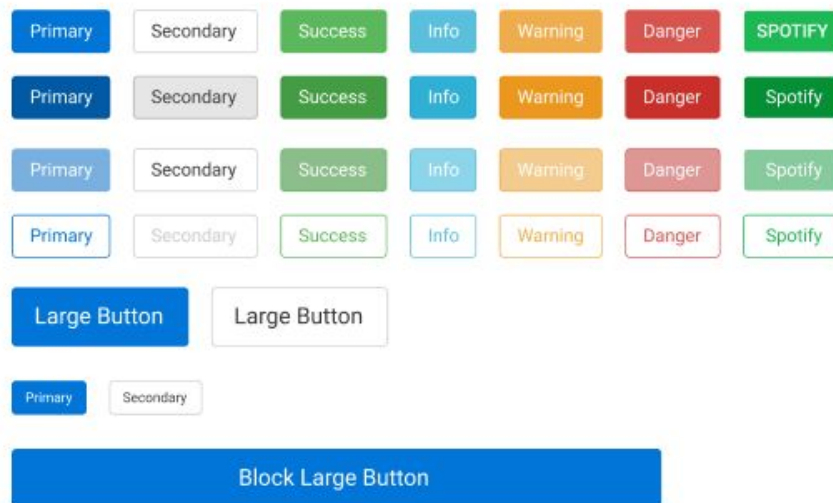 Primary Secondary Success Info Warning Danger SPOTIFY
Primary Secondary Success Info Warning Danger Spotify
Primary Secondary Success Info Warning Danger Spotify
Primary Secondary Success Info Warning Danger Spotify
Large Button Large Button
Primary Secondary
Block Large Button